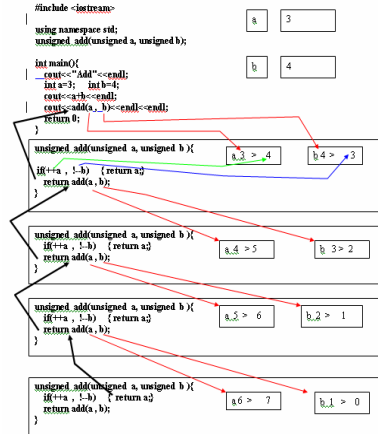 #include <iostream>
using namespace std;
unsigned add(unsigned a, unsigned b);
int main(){
cout<<"Add"<<endl;
int a=3; int b=4;
cout<<a+b<<endl;
cout<<add(a , b)<<endl<<endl;
return 0;
}
a 3
b 4
unsigned add(unsigned a, unsigned b ){
if(++a , !--b) { return a;}
return add(a , b);
}
a 3 > 4 b 4 > 3
unsigned add(unsigned a, unsigned b ){
if(++a , !--b) { return a;}
return add(a , b);
}
a 4 >5 b 3> 2
unsigned add(unsigned a, unsigned b ){
if(++a , !--b) { return a;}
return add(a , b);
}
a 5 > 6 b 2 > 1
unsigned add(unsigned a, unsigned b ){
if(++a , !--b) { return a;}
return add(a , b);
}
a6 > 7 b 1 > 0